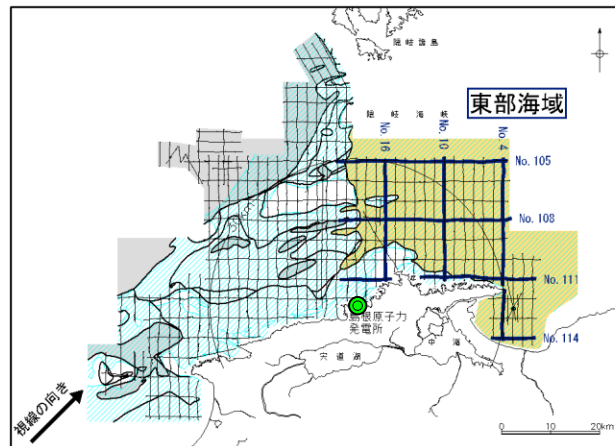 隠岐諸島
東部海域
隠岐海峡
No. 16
No. 10
No. 4
No. 105
No. 108
No. 111
No. 114
島根原子力
発電所
宍道湖
中海
視線の向き
0
10
20km